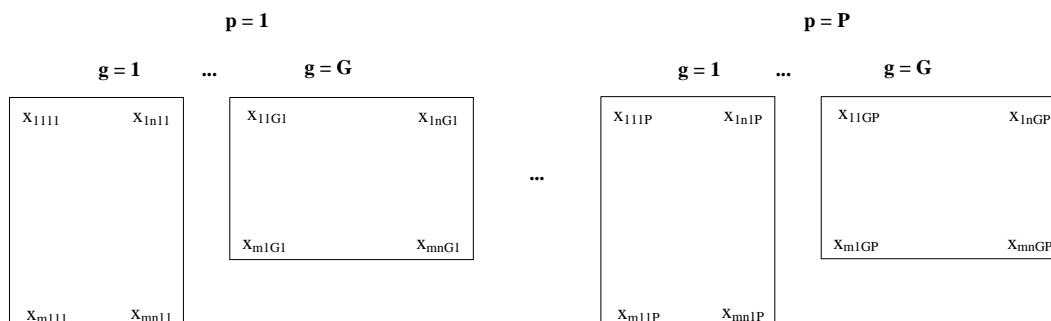 p = 1 p = P
g = 1 ... g = G g = 1 ... g = G
x1111 x1n11 x11G1 x1nG1 x111P x1n1P x11GP x1nGP
...
xm1G1 xmnG1 xm1GP xmnGP
xm111 xmn11 xm11P xmn1P